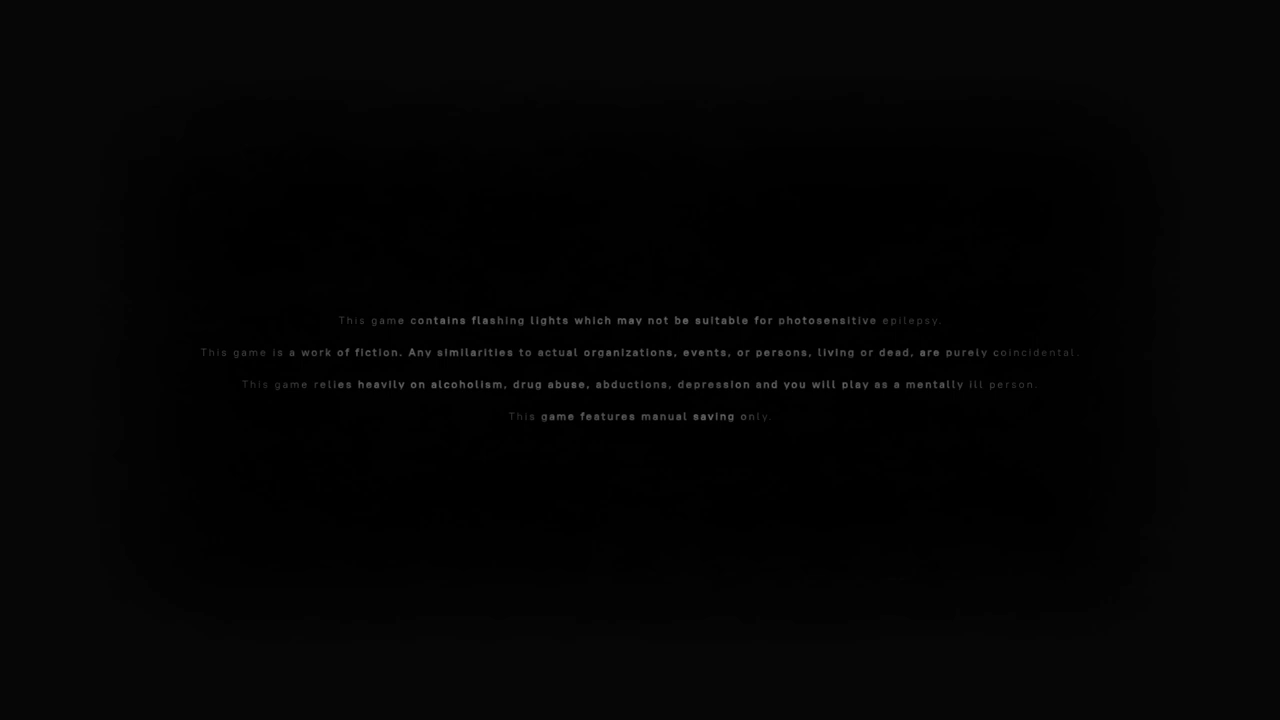 This game contains flashing lights which may not be suitable for photosensitive epilepsy.
This game is a work of fiction. Any similarities to actual organizations, events, or persons, living or dead, are purely coincidental.
This game relies heavily on alcoholism, drug abuse, abductions, depression and you will play as a mentally ill person.
This game features manual saving only.